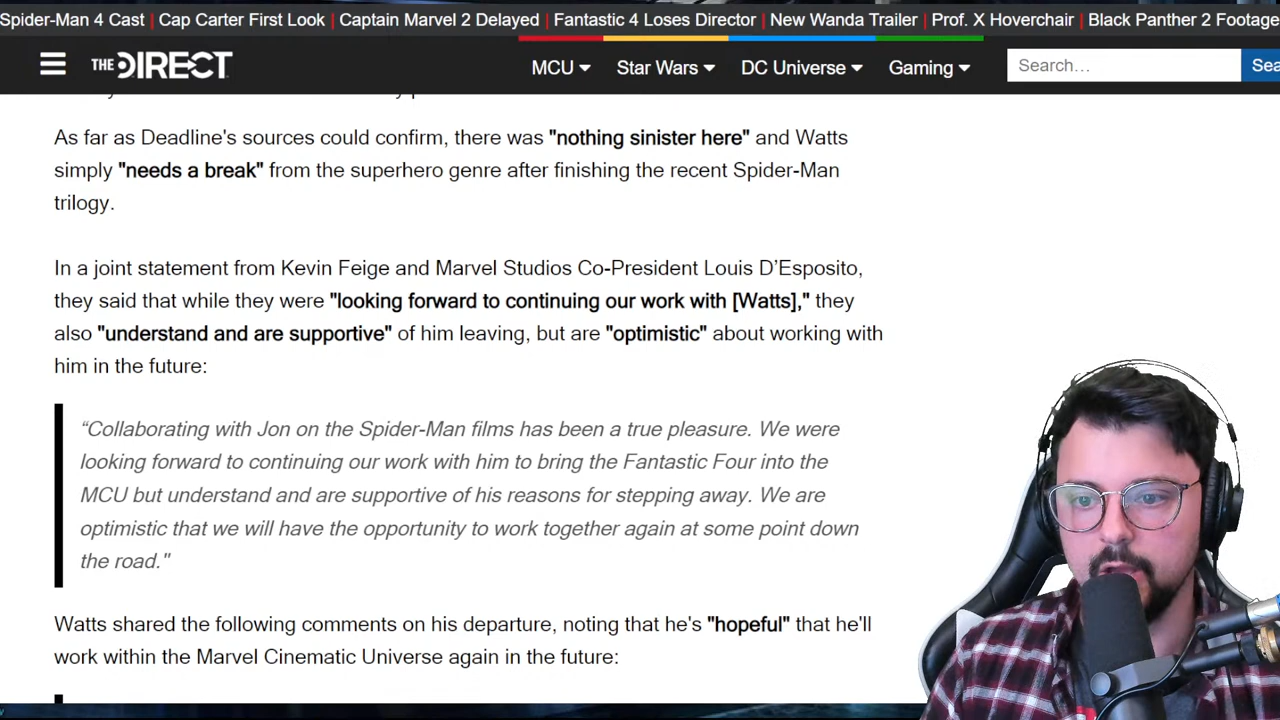 Spider-Man 4 Cast | Cap Carter First Look | Captain Marvel 2 Delayed | Fantastic 4 Loses Director | New Wanda Trailer | Prof. X Hoverchair | Black Panther 2 Footage
THE DIRECT
MCU
Star Wars
DC Universe
Gaming
Search…
Sea
As far as Deadline's sources could confirm, there was "nothing sinister here" and Watts
simply "needs a break" from the superhero genre after finishing the recent Spider-Man
trilogy.
In a joint statement from Kevin Feige and Marvel Studios Co-President Louis D’Esposito,
they said that while they were "looking forward to continuing our work with [Watts]," they
also "understand and are supportive" of him leaving, but are "optimistic" about working with
him in the future:
“Collaborating with Jon on the Spider-Man films has been a true pleasure. We were
looking forward to continuing our work with him to bring the Fantastic Four into the
MCU but understand and are supportive of his reasons for stepping away. We are
optimistic that we will have the opportunity to work together again at some point down
the road."
Watts shared the following comments on his departure, noting that he's "hopeful" that he'll
work within the Marvel Cinematic Universe again in the future: